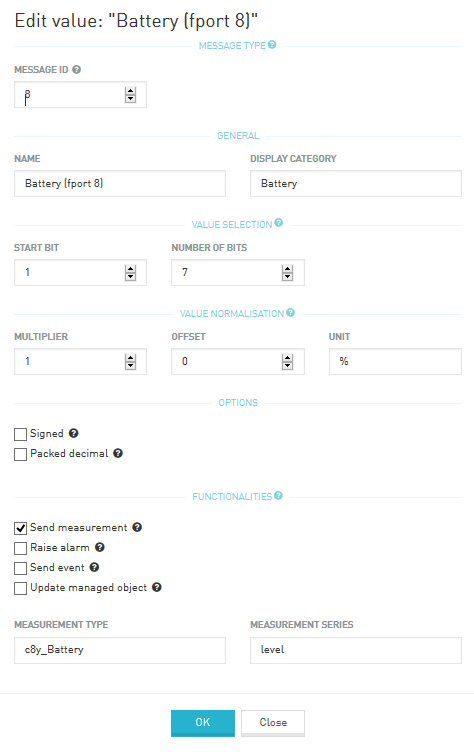 Edit value: "Battery (fport 8)"
MESSAGE TYPE
MESSAGE ID
8
GENERAL
NAME DISPLAY CATEGORY
Battery (fport 8) Battery
VALUE SELECTION
START BIT NUMBER OF BITS
1 7
VALUE NORMALISATION
MULTIPLIER OFFSET UNIT
1 0 %
OPTIONS
Signed
Packed decimal
FUNCTIONALITIES
Send measurement
Raise alarm
Send event
Update managed object
MEASUREMENT TYPE MEASUREMENT SERIES
c8y_Battery level
OK Close